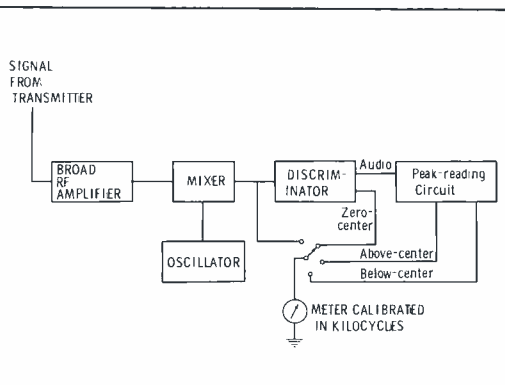 SIGNAL
FROM
TRANSMITTER
BROAD
RF
AMPLIFIER
MIXER
DISCRIM-
INATOR
Audio
Peak-reading
Circuit
Zero-
center
OSCILLATOR
Above-center
Below-center
METER CALIBRATED
IN KILOCYCLES